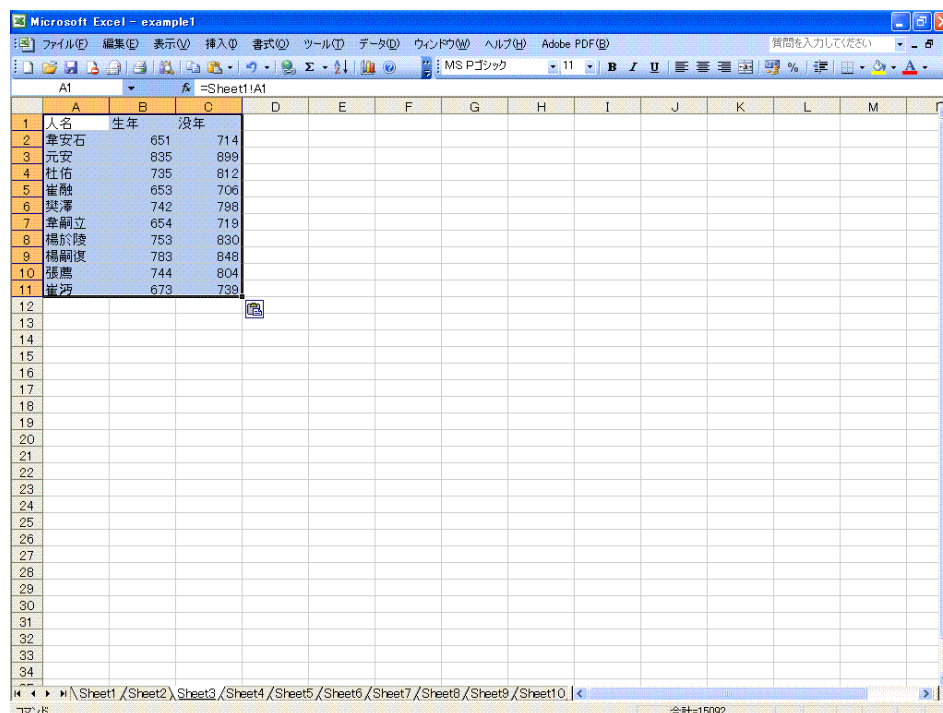 Microsoft Excel - example1
ファイル(F) 編集(E) 表示(V) 挿入(I) 書式(O) ツール(T) データ(D) ウィンドウ(W) ヘルプ(H) Adobe PDF(B) 質問を入力してください
MS Pゴシック 11 B I U
A1 fx =Sheet1!A1
A B C D E F G H I J K L M
1 人名 生年 没年
2 韋安石 651 714
3 元安 835 899
4 杜佑 735 812
5 崔融 653 706
6 樊澤 742 798
7 韋嗣立 654 719
8 楊於陵 753 830
9 楊嗣復 783 848
10 張薦 744 804
11 崔沔 673 739
12
13
14
15
16
17
18
19
20
21
22
23
24
25
26
27
28
29
30
31
32
33
34
Sheet1 Sheet2 Sheet3 Sheet4 Sheet5 Sheet6 Sheet7 Sheet8 Sheet9 Sheet10
コマンド 合計=15092